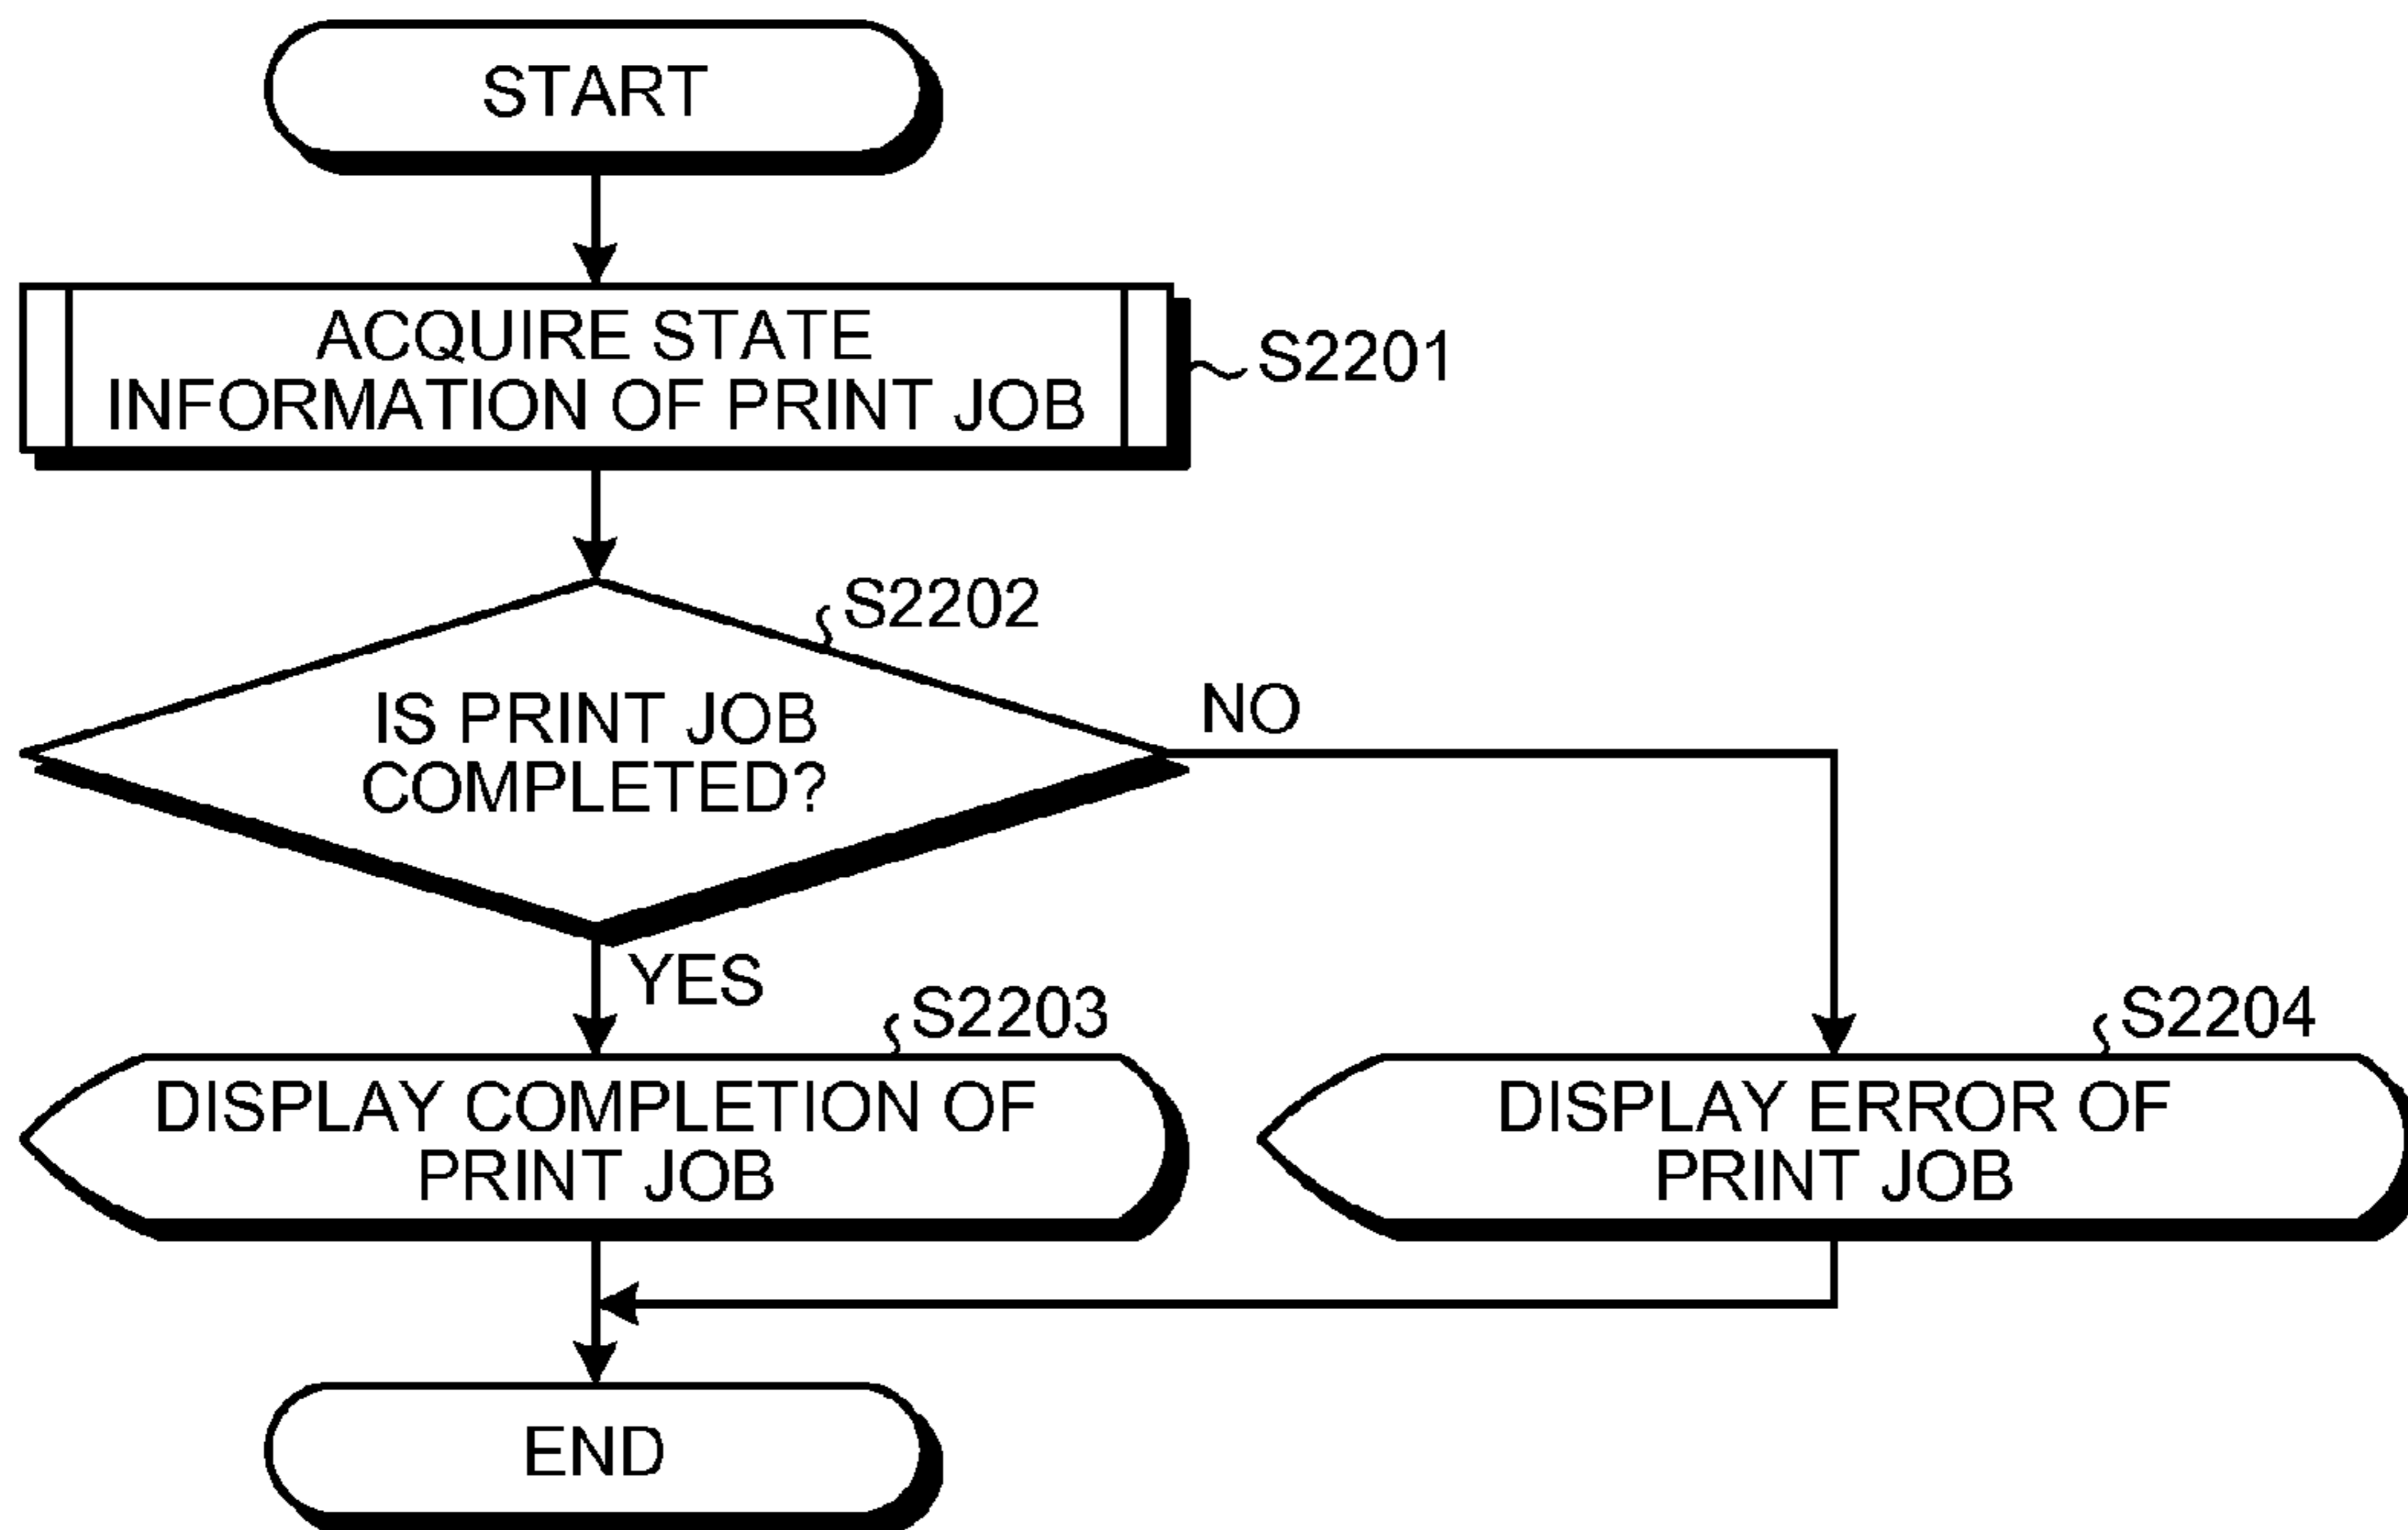 START
ACQUIRE STATE
INFORMATION OF PRINT JOB
S2201
S2202
IS PRINT JOB
COMPLETED?
NO
YES
S2203
DISPLAY COMPLETION OF
PRINT JOB
S2204
DISPLAY ERROR OF
PRINT JOB
END